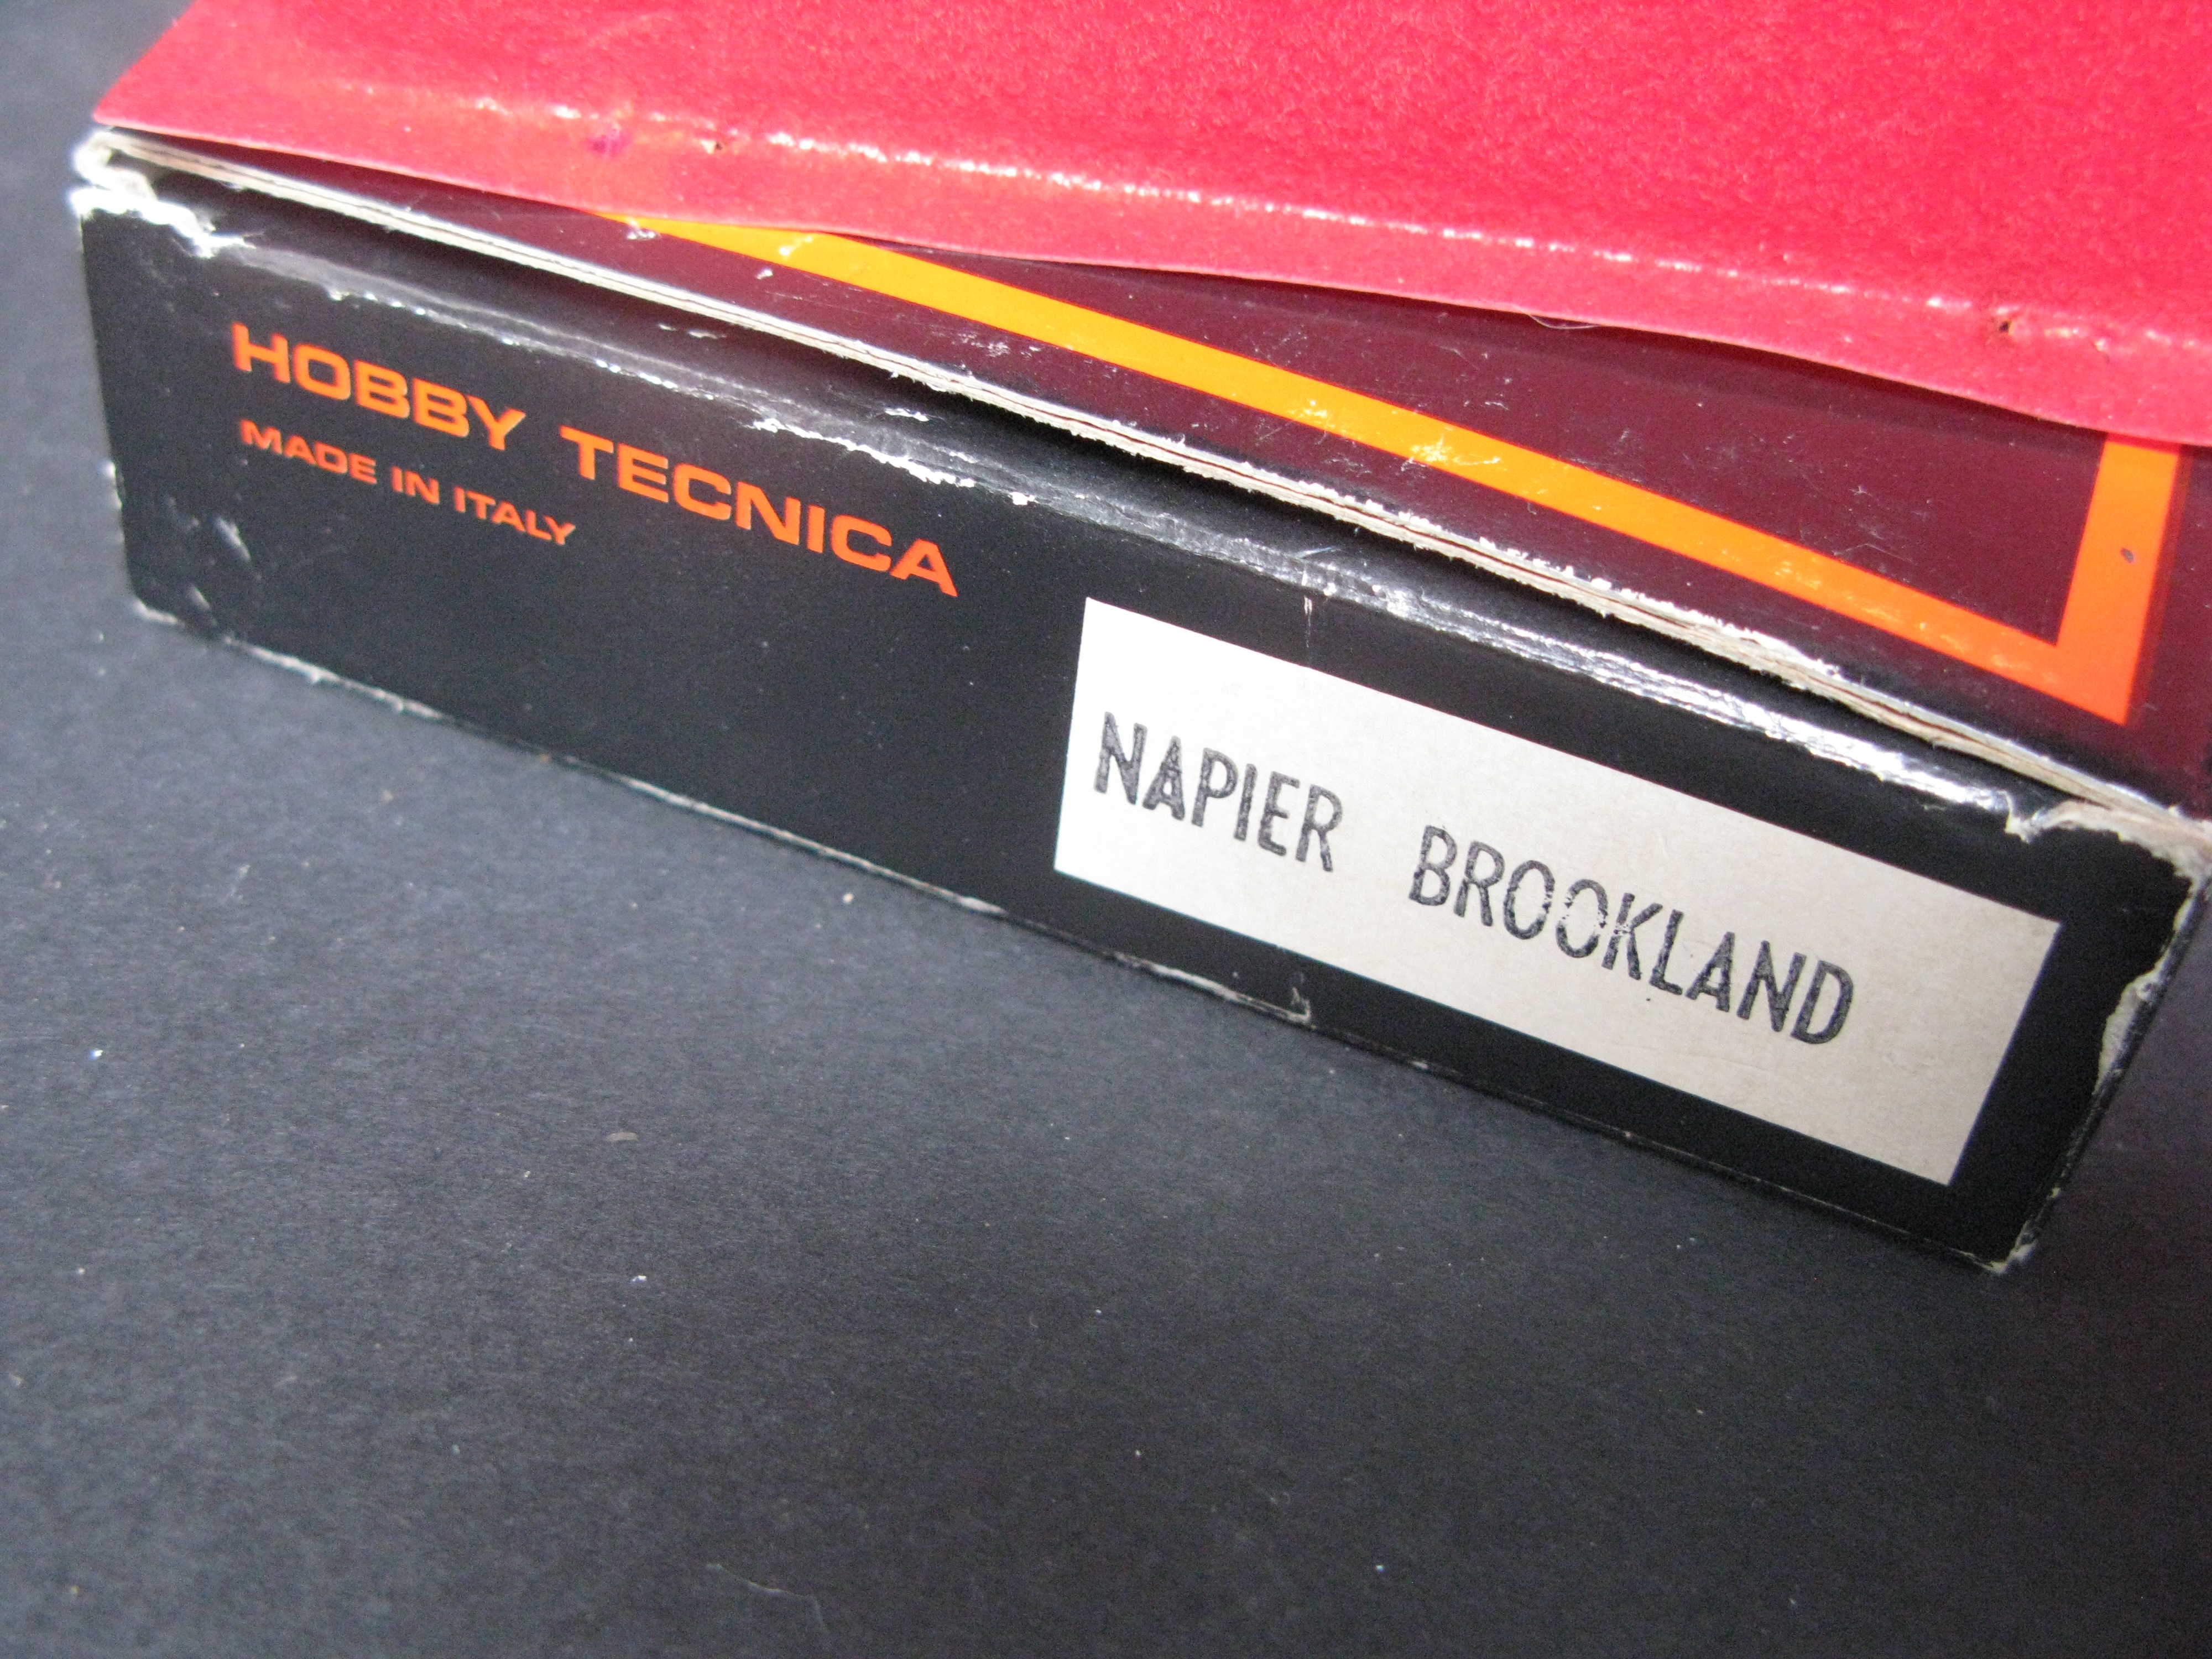 HOBBY TECNICA
MADE IN ITALY
NAPIER BROOKLAND